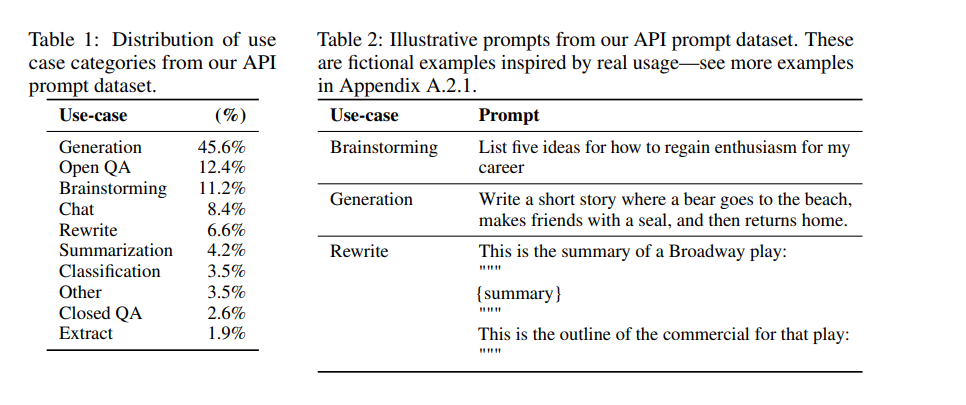 Table 1: Distribution of use
case categories from our API
prompt dataset.
Use-case (%)
Generation 45.6%
Open QA 12.4%
Brainstorming 11.2%
Chat 8.4%
Rewrite 6.6%
Summarization 4.2%
Classification 3.5%
Other 3.5%
Closed QA 2.6%
Extract 1.9%
Table 2: Illustrative prompts from our API prompt dataset. These
are fictional examples inspired by real usage—see more examples
in Appendix A.2.1.
Use-case Prompt
Brainstorming List five ideas for how to regain enthusiasm for my
career
Generation Write a short story where a bear goes to the beach,
makes friends with a seal, and then returns home.
Rewrite This is the summary of a Broadway play:
"""
{summary}
"""
This is the outline of the commercial for that play:
"""